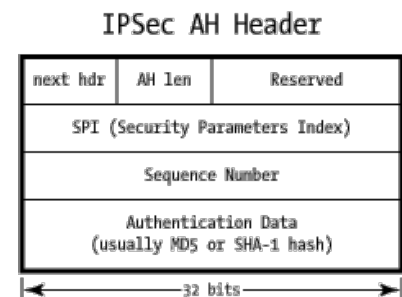 IPSec AH Header
next hdr AH len Reserved
SPI (Security Parameters Index)
Sequence Number
Authentication Data
(usually MD5 or SHA-1 hash)
32 bits